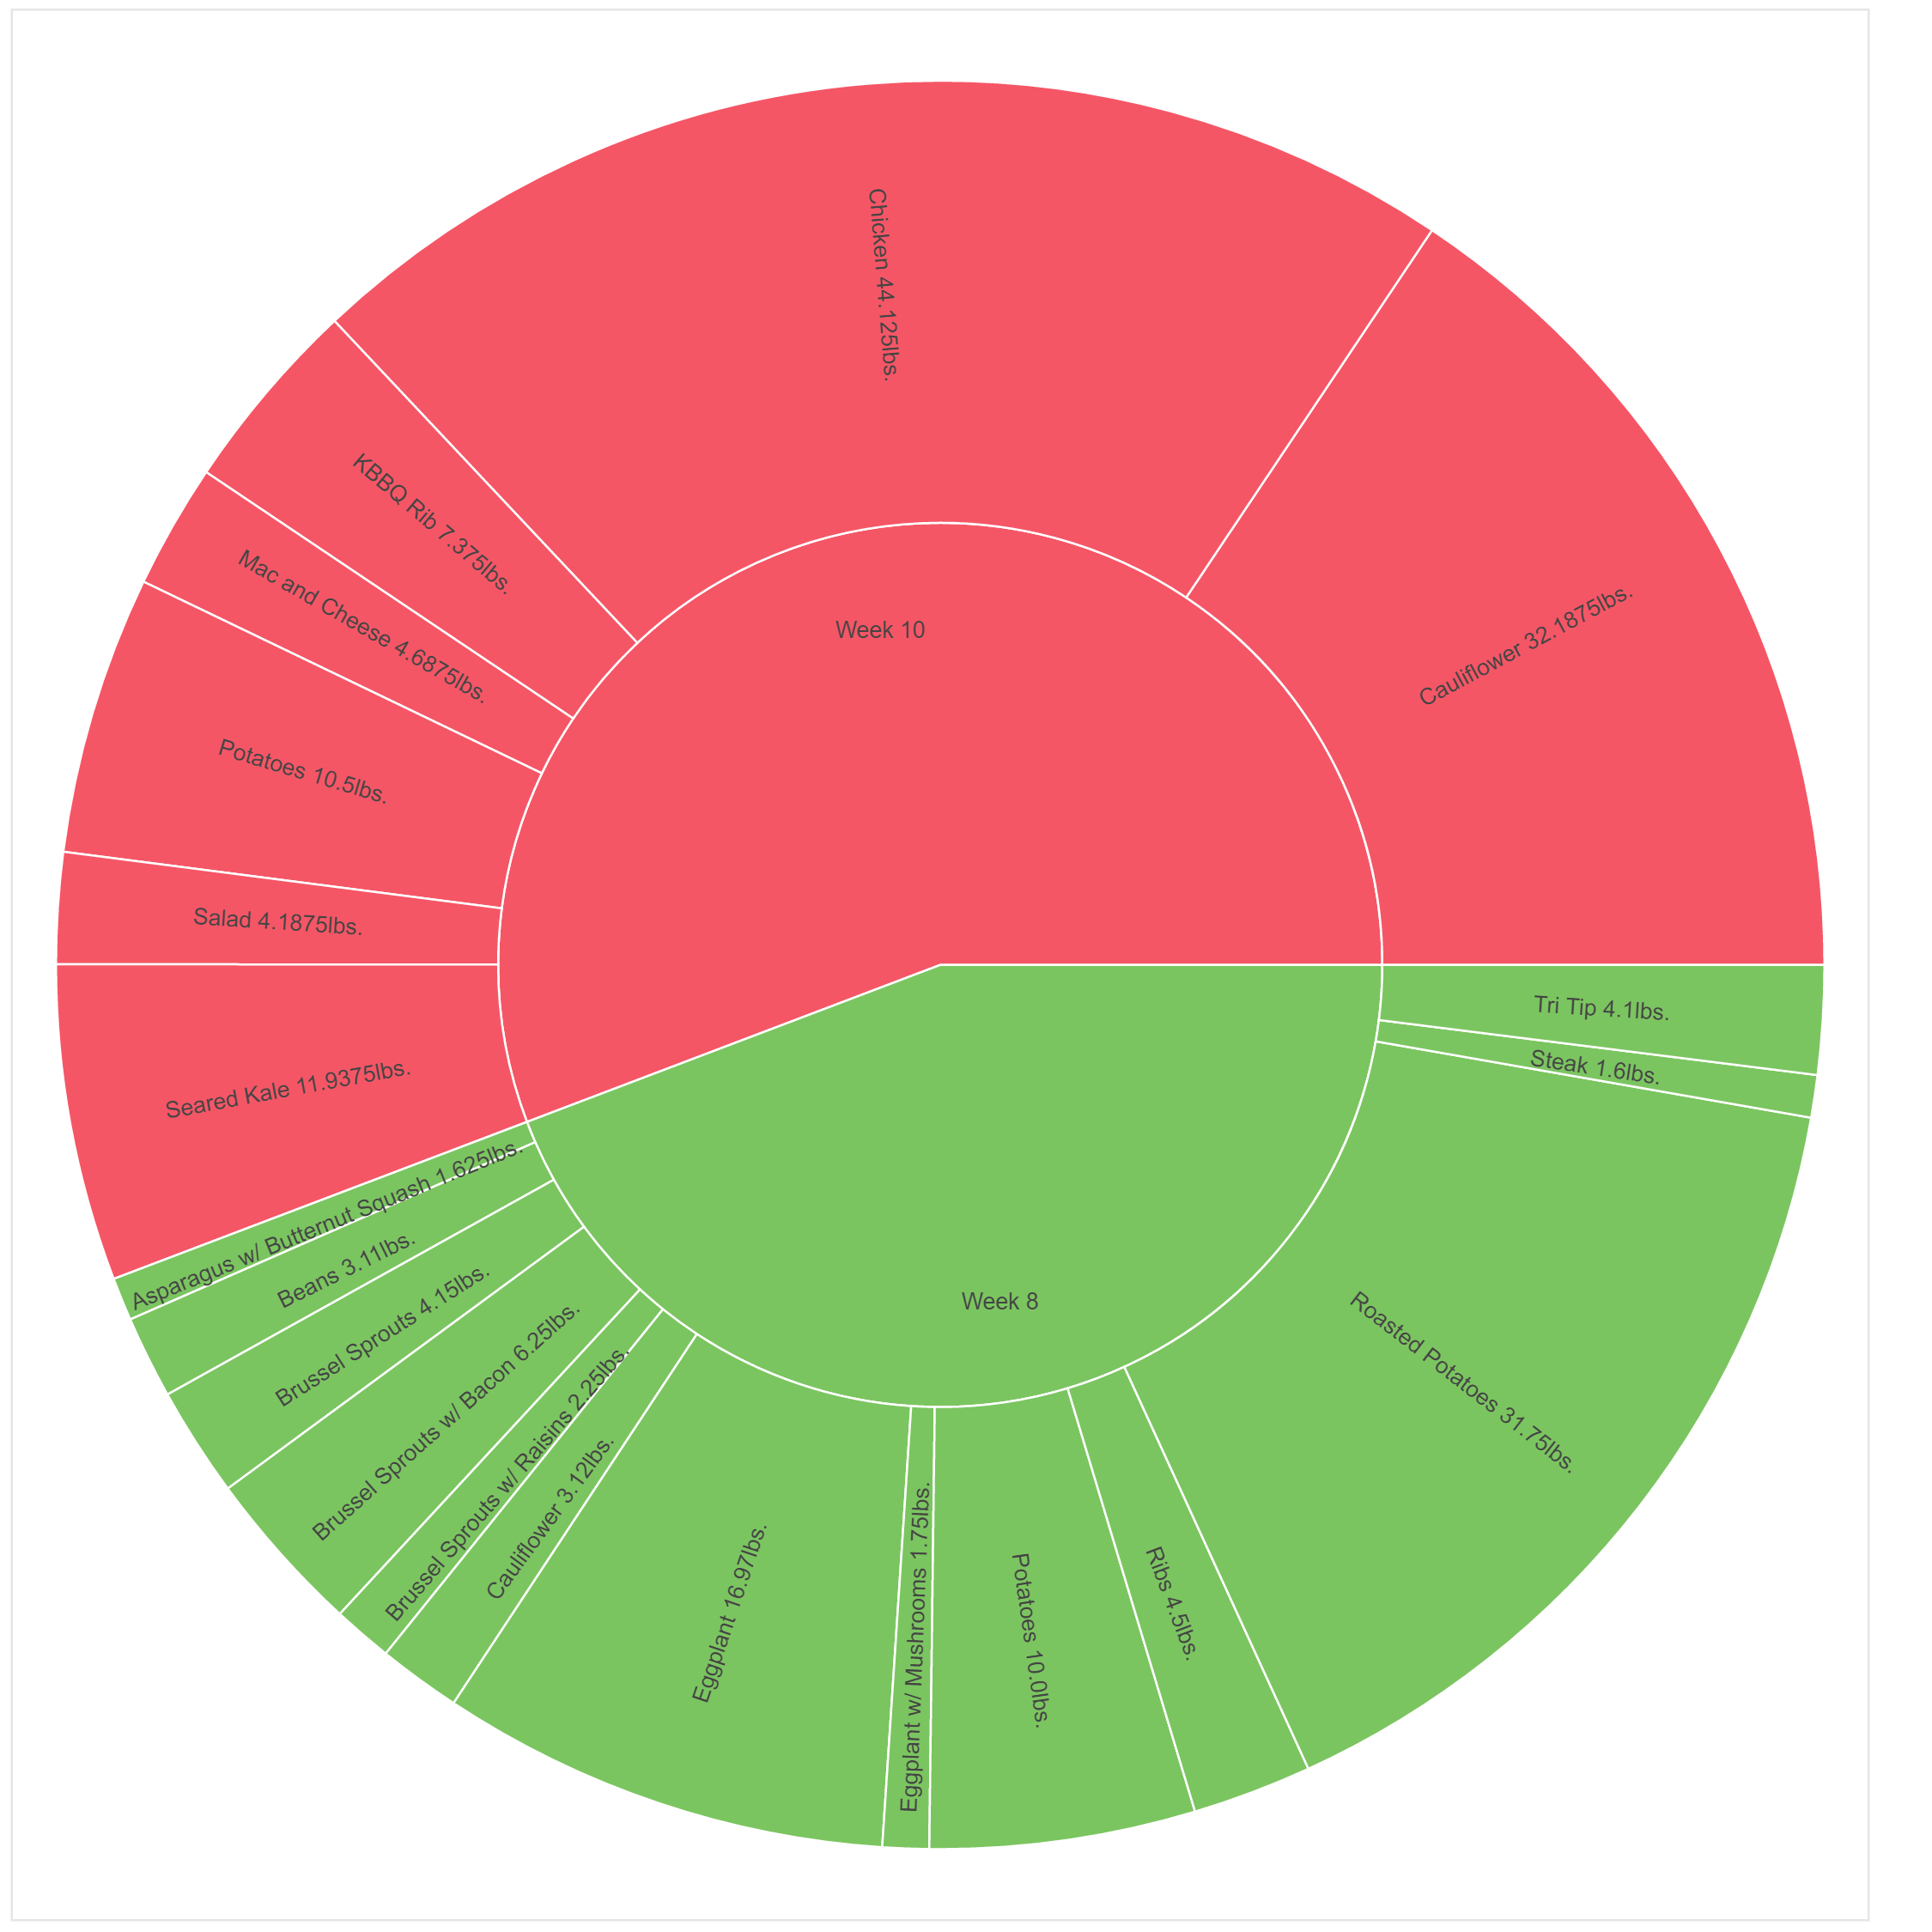 Chicken 44.125lbs.
Cauliflower 32.1875lbs.
KBBQ Rib 7.375lbs.
Mac and Cheese 4.6875lbs.
Potatoes 10.5lbs.
Salad 4.1875lbs.
Seared Kale 11.9375lbs.
Week 10
Week 8
Tri Tip 4.1lbs.
Steak 1.6lbs.
Roasted Potatoes 31.75lbs.
Ribs 4.5lbs.
Potatoes 10.0lbs.
Eggplant w/ Mushrooms 1.75lbs.
Eggplant 16.97lbs.
Cauliflower 3.12lbs.
Brussel Sprouts w/ Raisins 2.25lbs.
Brussel Sprouts w/ Bacon 6.25lbs.
Brussel Sprouts 4.15lbs.
Beans 3.11lbs.
Asparagus w/ Butternut Squash 1.625lbs.